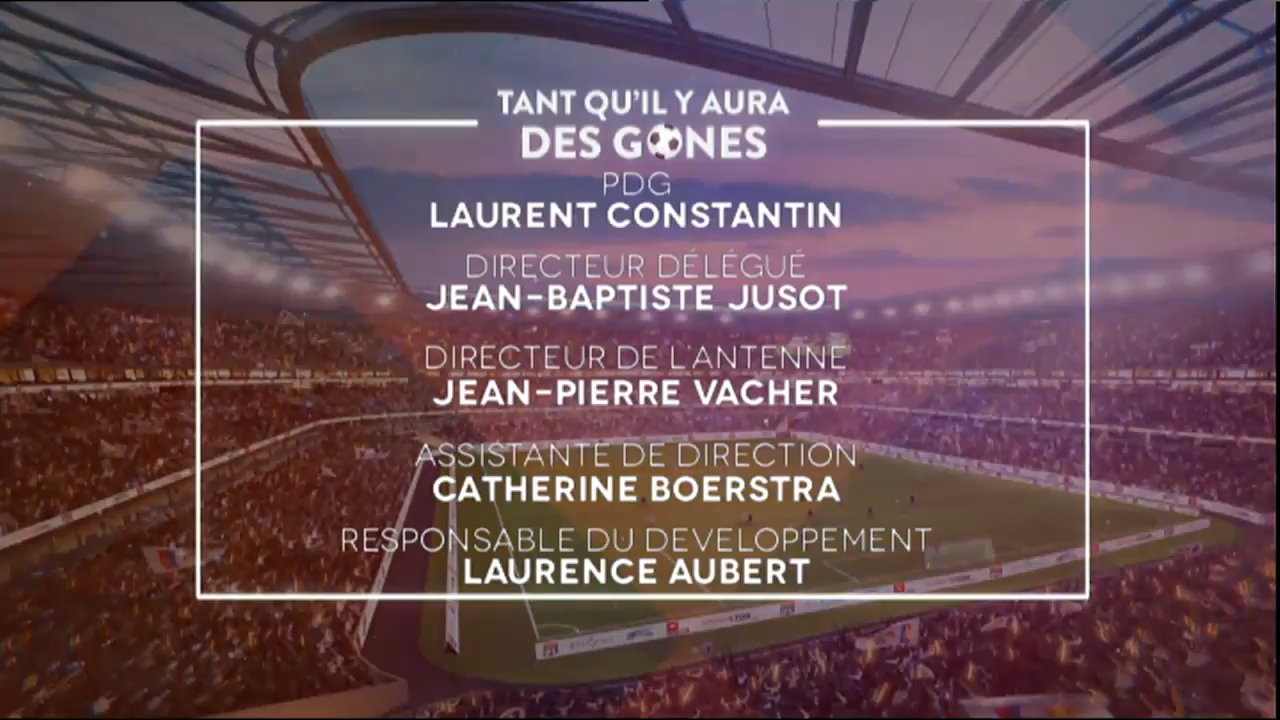 TANT QU'IL Y AURA
DES GONES
PDG
LAURENT CONSTANTIN
DIRECTEUR DÉLÉGUÉ
JEAN-BAPTISTE JUSOT
DIRECTEUR DE L'ANTENNE
JEAN-PIERRE VACHER
ASSISTANTE DE DIRECTION
CATHERINE BOERSTRA
RESPONSABLE DU DEVELOPPEMENT
LAURENCE AUBERT